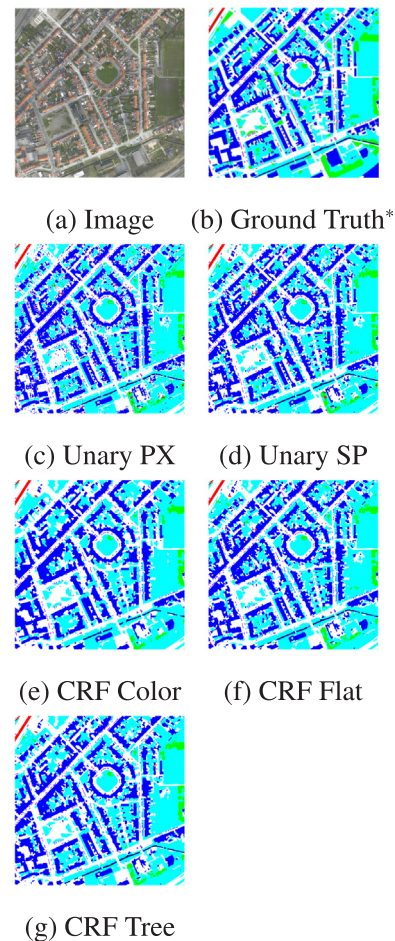 (a) Image
(b) Ground Truth*
(c) Unary PX
(d) Unary SP
(e) CRF Color
(f) CRF Flat
(g) CRF Tree